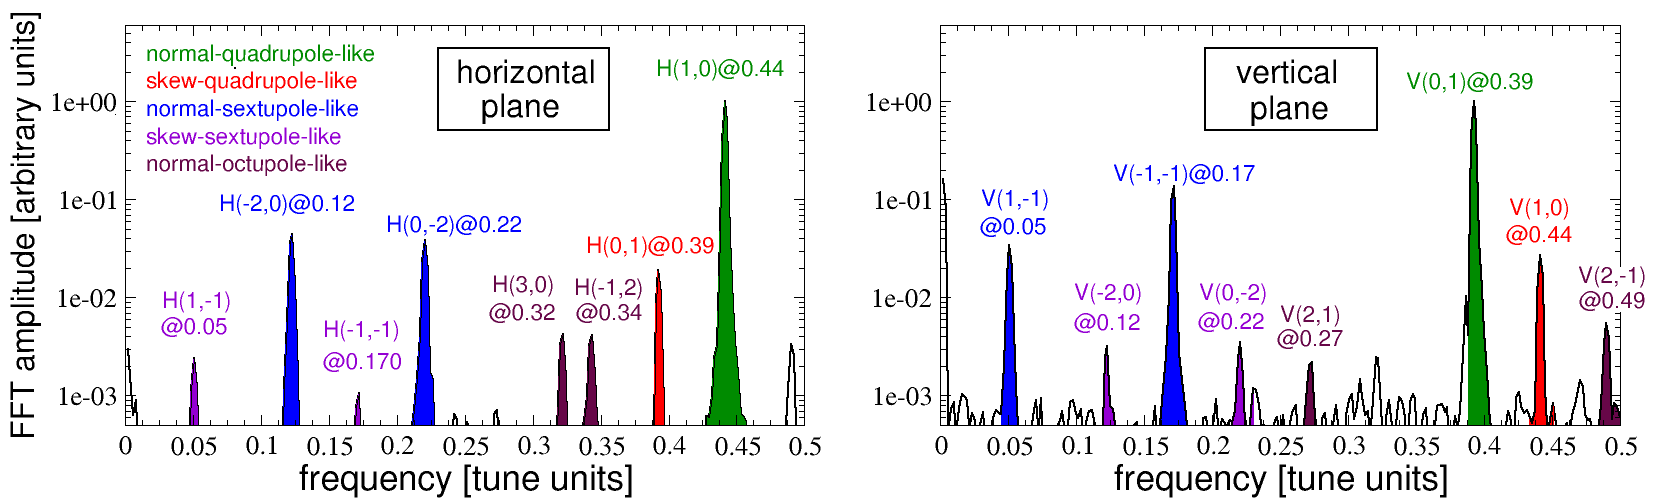 FFT amplitude [arbitrary units]
1e+00
1e-01
1e-02
1e-03
normal-quadrupole-like
skew-quadrupole-like
normal-sextupole-like
skew-sextupole-like
normal-octupole-like
horizontal
plane
H(1,0)@0.44
H(-2,0)@0.12
H(0,-2)@0.22
H(0,1)@0.39
H(1,-1)
@0.05
H(-1,-1)
@0.170
H(3,0)
@0.32
H(-1,2)
@0.34
0 0.05 0.1 0.15 0.2 0.25 0.3 0.35 0.4 0.45 0.5
frequency [tune units]
1e+00
1e-01
1e-02
1e-03
vertical
plane
V(0,1)@0.39
V(-1,-1)@0.17
V(1,-1)
@0.05
V(1,0)
@0.44
V(-2,0)
@0.12
V(0,-2)
@0.22
V(2,1)
@0.27
V(2,-1)
@0.49
0 0.05 0.1 0.15 0.2 0.25 0.3 0.35 0.4 0.45 0.5
frequency [tune units]